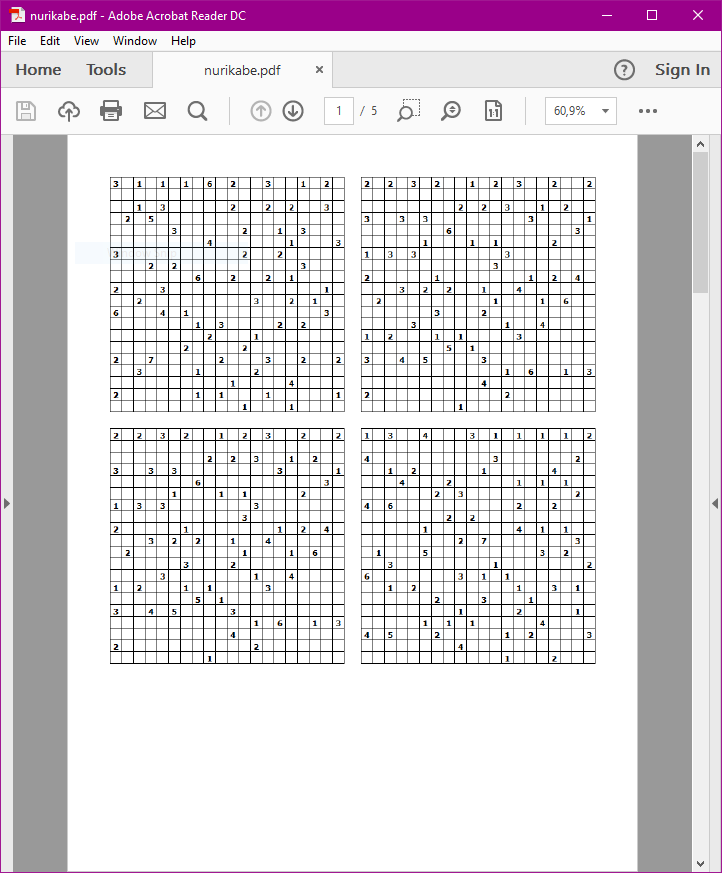 nurikabe.pdf - Adobe Acrobat Reader DC
File Edit View Window Help
Home Tools nurikabe.pdf × ? Sign In
1 / 5 1:1 60,9%
3 1 1 1 6 2 3 1 2
1 3 2 2 2 3
2 5
3 2 1 3
4 1 3
3 2 2
2 2 3
6 2 2 1
2 3 1
2 3 2 1
6 4 1 3
1 3 2 2
2 1
2 2
2 7 2 3 2 2
3 1 2
1 4
2 1 1 1 1
1 1
2 2 3 2 1 2 3 2 2
2 2 3 1 2
3 3 3 3 1
6 3
1 1 1 2
1 3 3 3
3
2 1 1 2 4
3 2 2 1 4
2 1 1 6
3 2
3 1 4
1 2 1 1 3
5 1
3 4 5 3
1 6 1 3
4
2 2
1
2 2 3 2 1 2 3 2 2
2 2 3 1 2
3 3 3 3 1
6 3
1 1 1 2
1 3 3 3
3
2 1 1 2 4
3 2 2 1 4
2 1 1 6
3 2
3 1 4
1 2 1 1 3
5 1
3 4 5 3
1 6 1 3
4
2 2
1
1 3 4 3 1 1 1 1 2
4 3 2
1 2 1 4
4 2 1 1 1
2 3 2
4 6 2 2
2 2
1 4 1 1
2 7 3
1 5 3 2
3 1 2
6 3 1 1
1 2 1 3 1
2 3 1
1 2 1
1 1 1 4
4 5 2 1 2 3
4
1 2